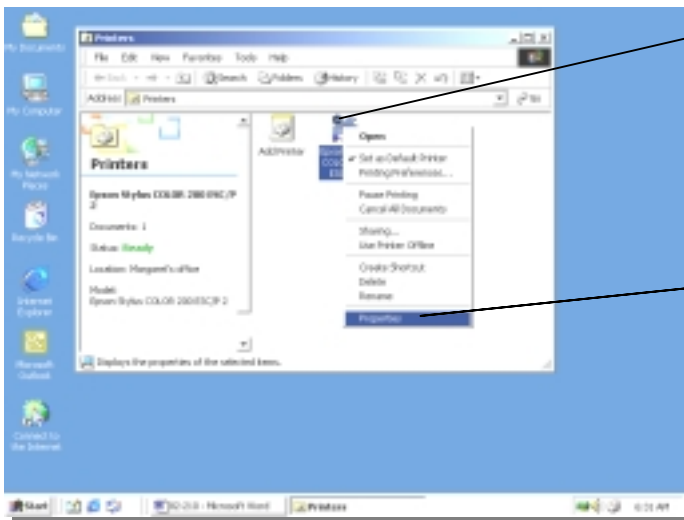 My Documents
My Computer
My Network
Places
Recycle Bin
Internet
Explorer
Microsoft
Outlook
Connect to
the Internet
Printers
File Edit View Favorites Tools Help
Back Search Folders History
Address Printers Go
Printers
Epson Stylus COLOR 200 ESC/P
2
Documents: 1
Status: Ready
Location: Margaret's office
Model:
Epson Stylus COLOR 200 ESC/P 2
Add Printer
Open
Set as Default Printer
Printing Preferences...
Pause Printing
Cancel All Documents
Sharing...
Use Printer Offline
Create Shortcut
Delete
Rename
Properties
Displays the properties of the selected items.
Start
- Microsoft Word
Printers
6:31 AM